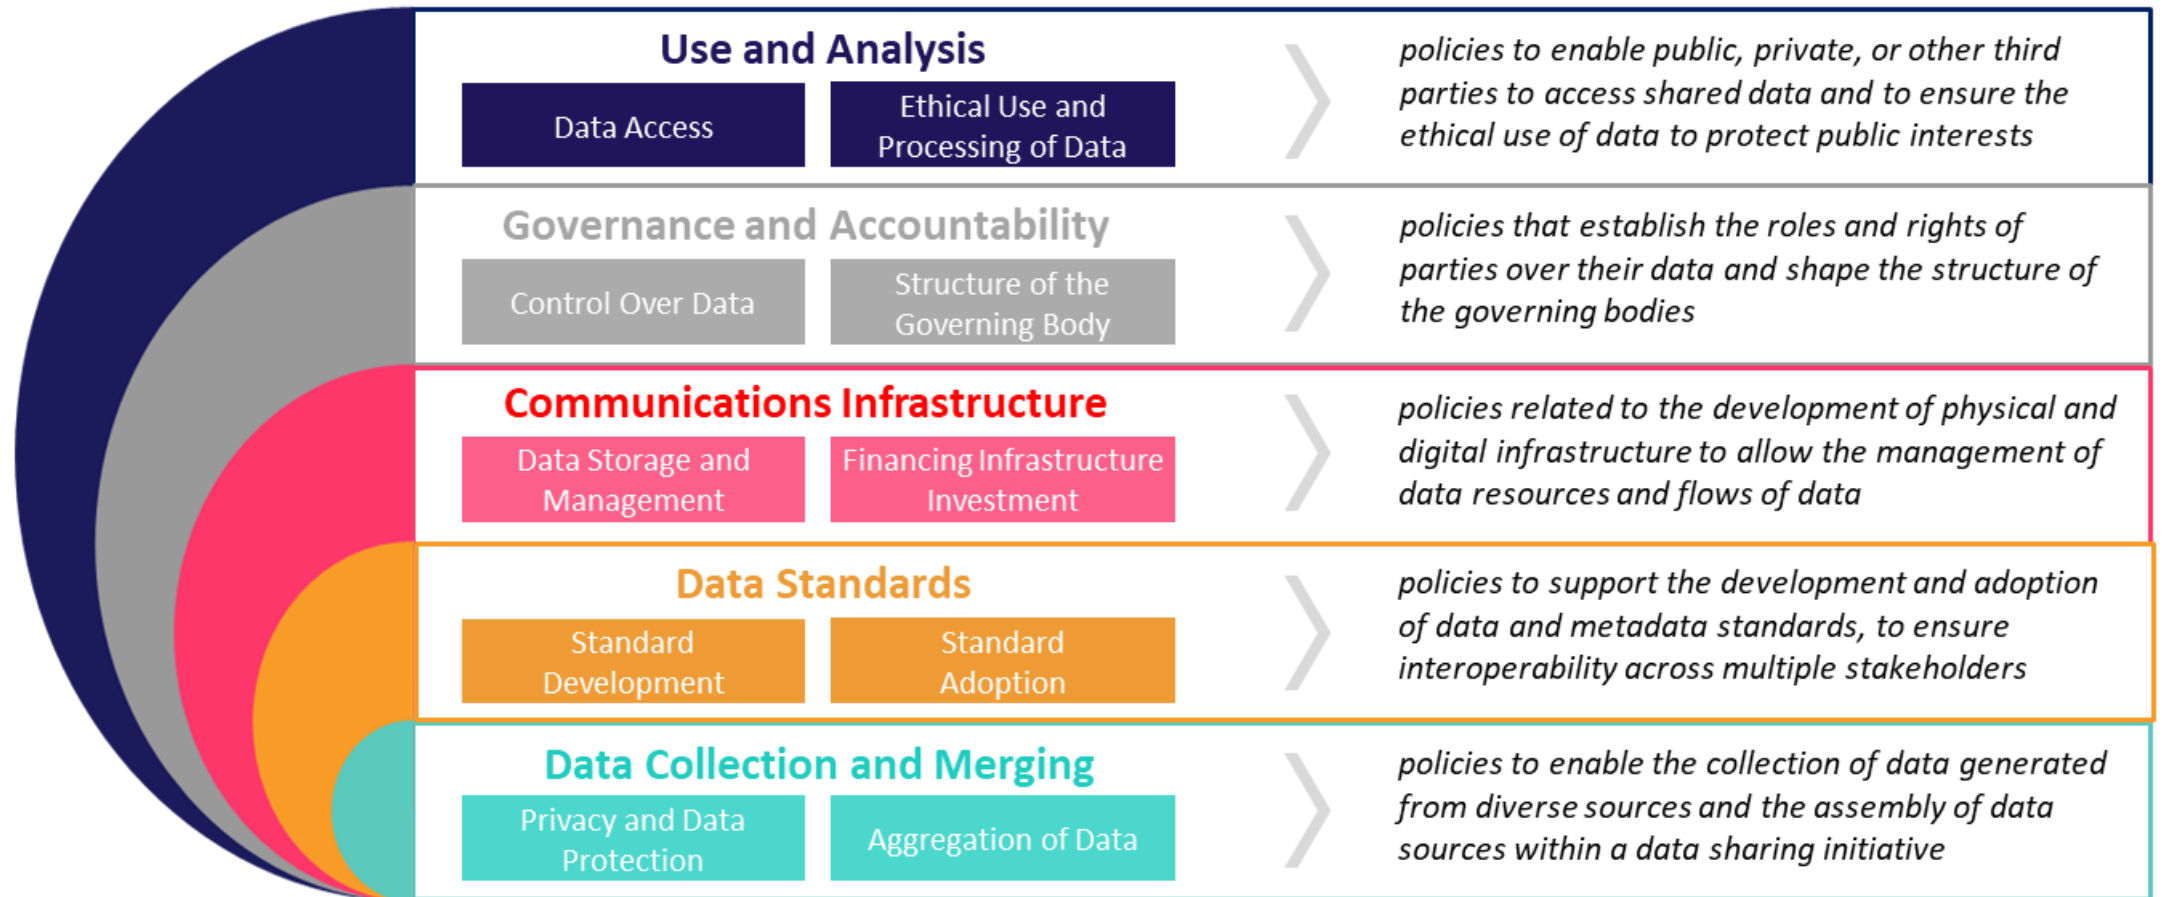 Use and Analysis
Data Access
Ethical Use and
Processing of Data
policies to enable public, private, or other third
parties to access shared data and to ensure the
ethical use of data to protect public interests
Governance and Accountability
Control Over Data
Structure of the
Governing Body
policies that establish the roles and rights of
parties over their data and shape the structure of
the governing bodies
Communications Infrastructure
Data Storage and
Management
Financing Infrastructure
Investment
policies related to the development of physical and
digital infrastructure to allow the management of
data resources and flows of data
Data Standards
Standard
Development
Standard
Adoption
policies to support the development and adoption
of data and metadata standards, to ensure
interoperability across multiple stakeholders
Data Collection and Merging
Privacy and Data
Protection
Aggregation of Data
policies to enable the collection of data generated
from diverse sources and the assembly of data
sources within a data sharing initiative